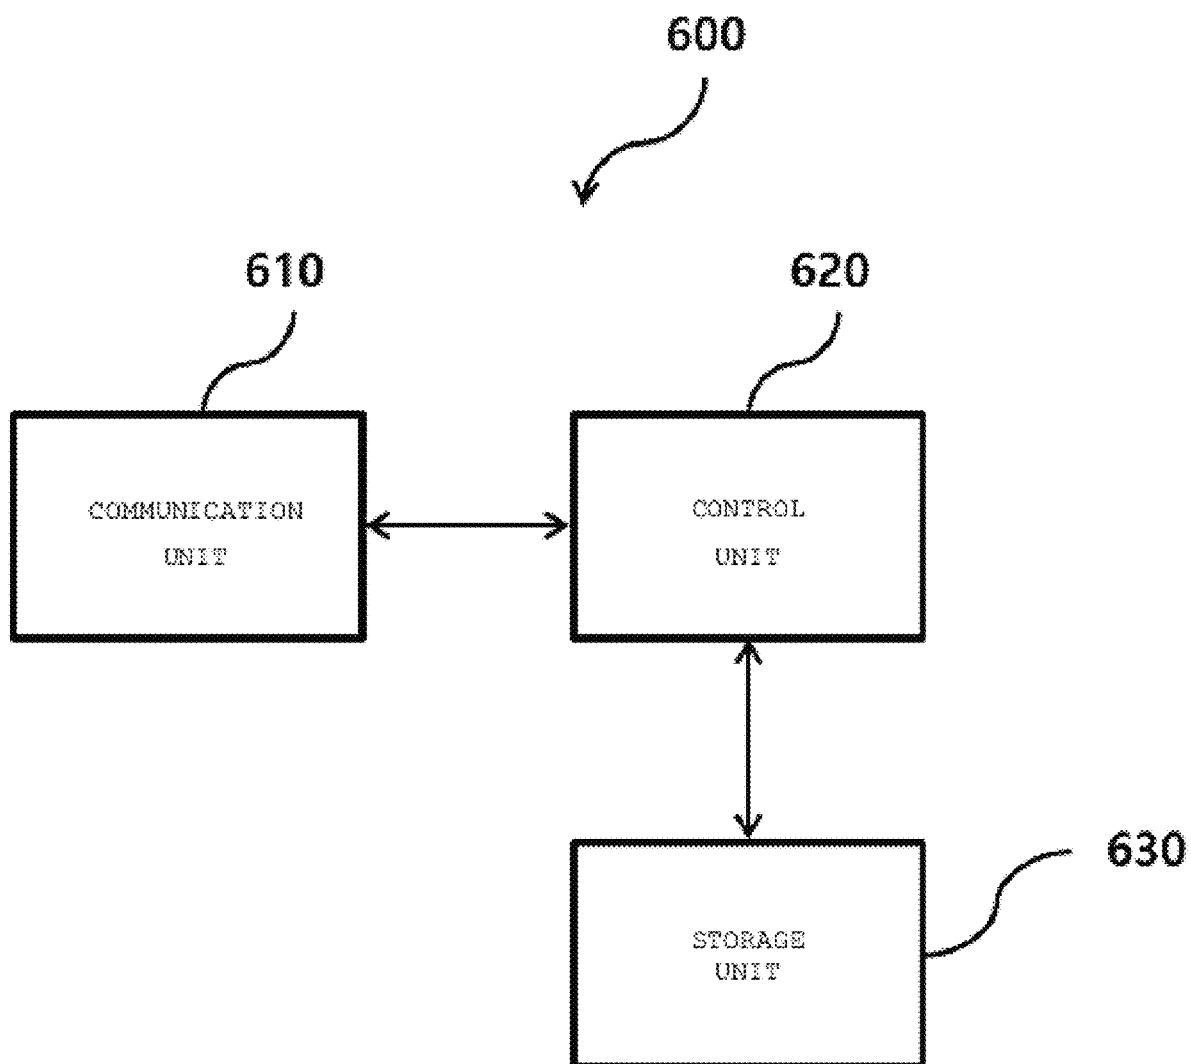 600
610
620
COMMUNICATION
UNIT
CONTROL
UNIT
630
STORAGE
UNIT